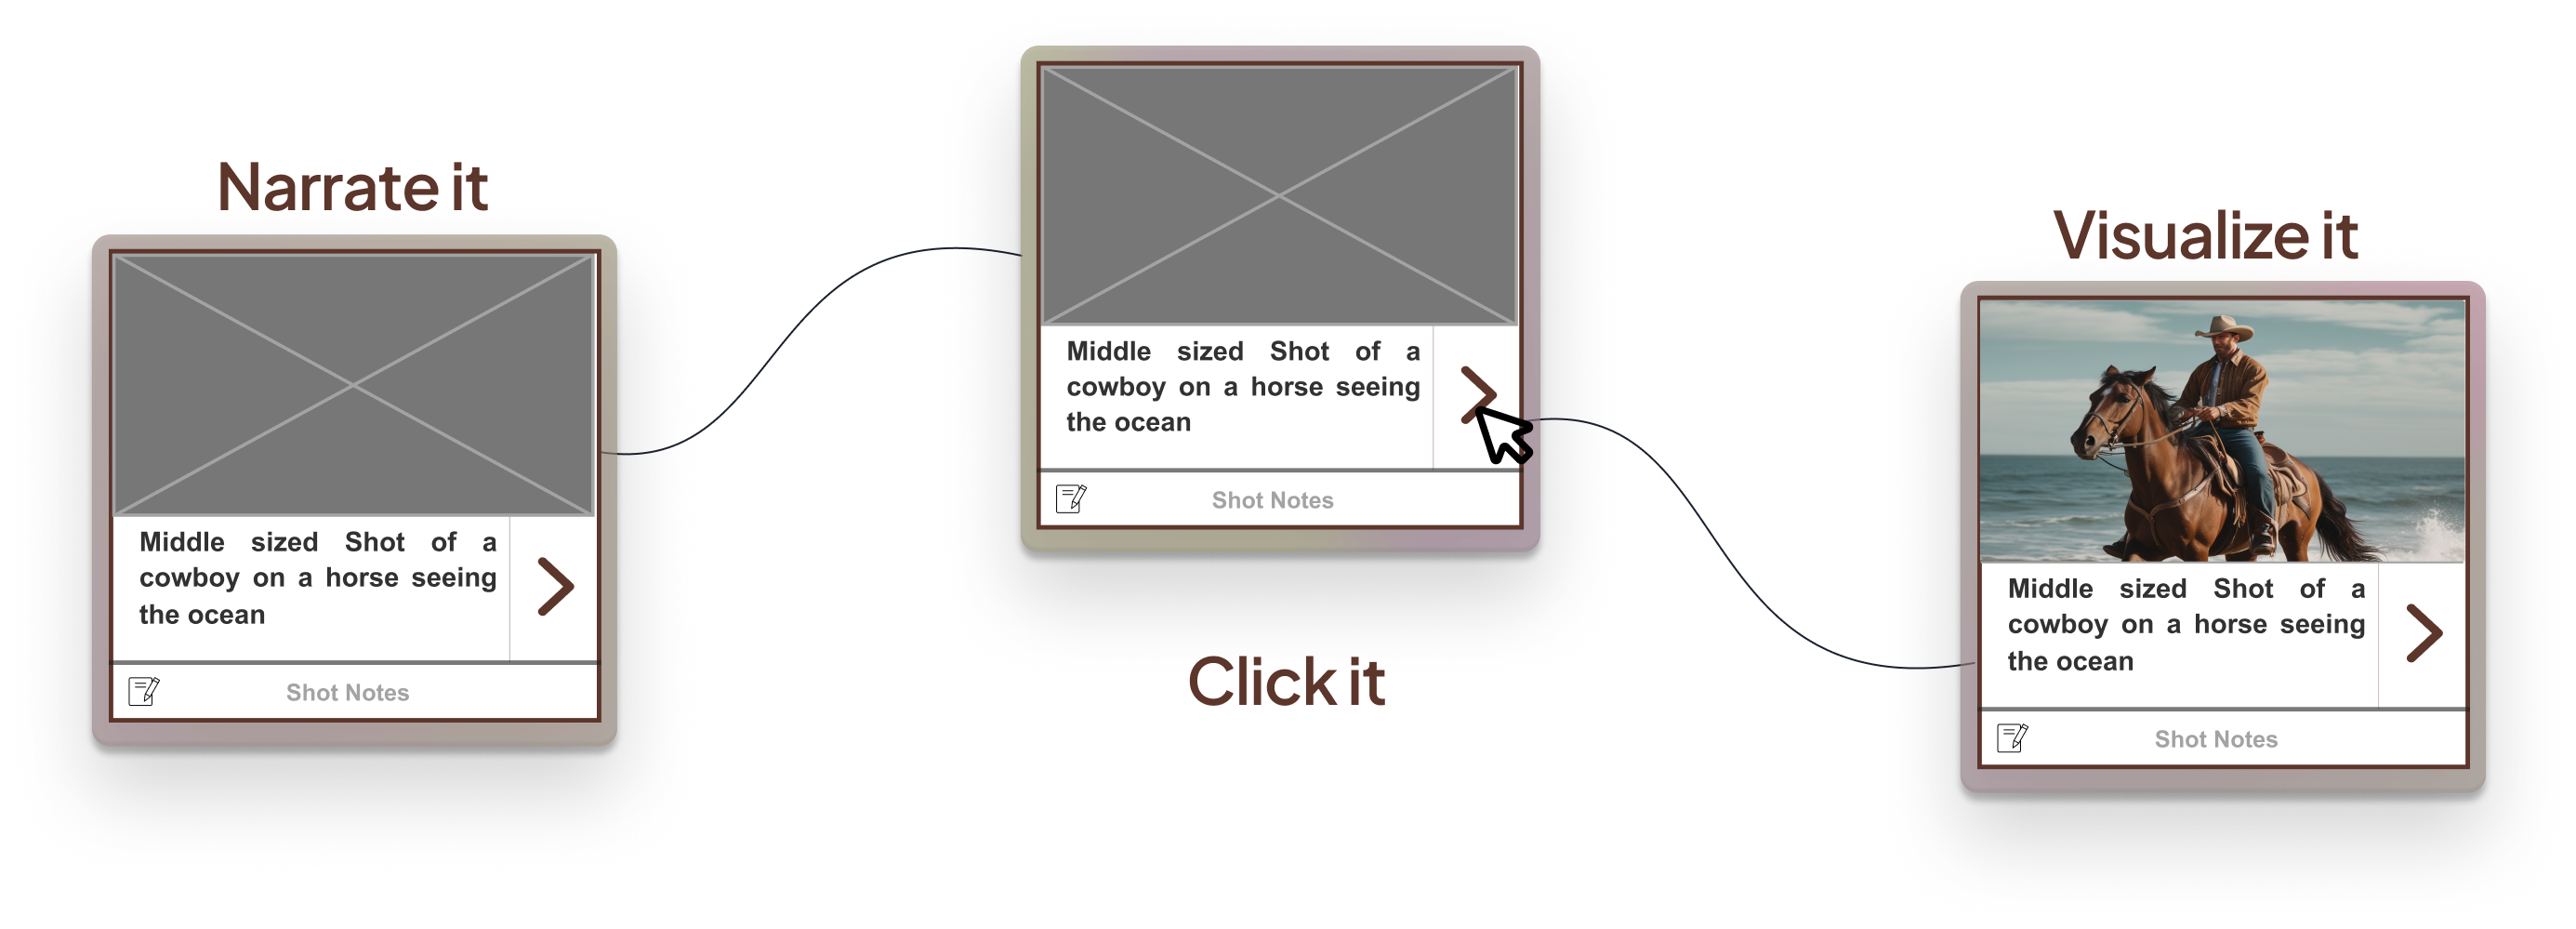 Narrate it
Middle sized Shot of a
cowboy on a horse seeing
the ocean
Shot Notes
Middle sized Shot of a
cowboy on a horse seeing
the ocean
Shot Notes
Click it
Visualize it
Middle sized Shot of a
cowboy on a horse seeing
the ocean
Shot Notes